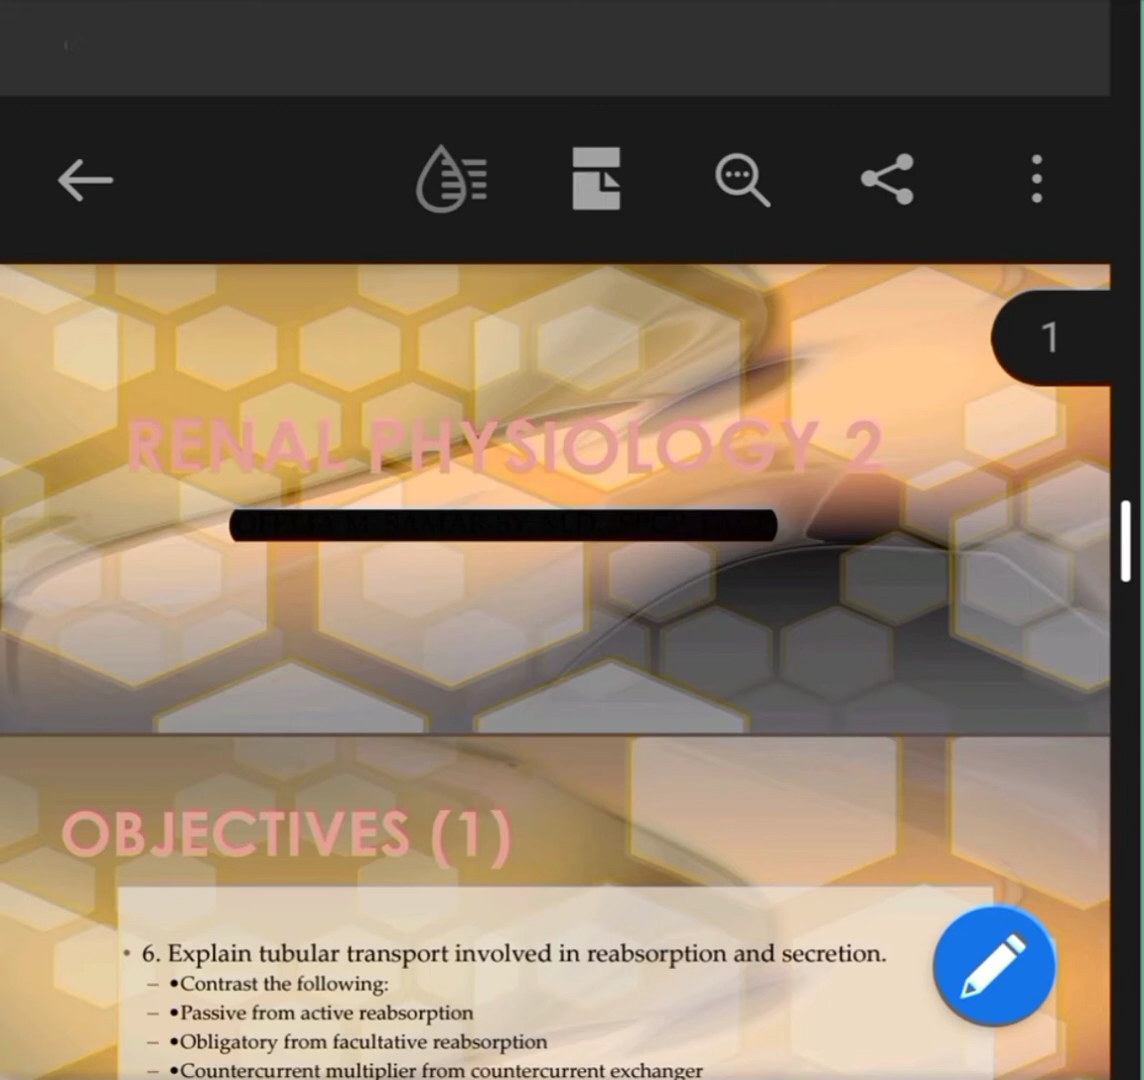 1
RENAL PHYSIOLOGY 2
OBJECTIVES (1)
• 6. Explain tubular transport involved in reabsorption and secretion.
– •Contrast the following:
– •Passive from active reabsorption
– •Obligatory from facultative reabsorption
– •Countercurrent multiplier from countercurrent exchanger